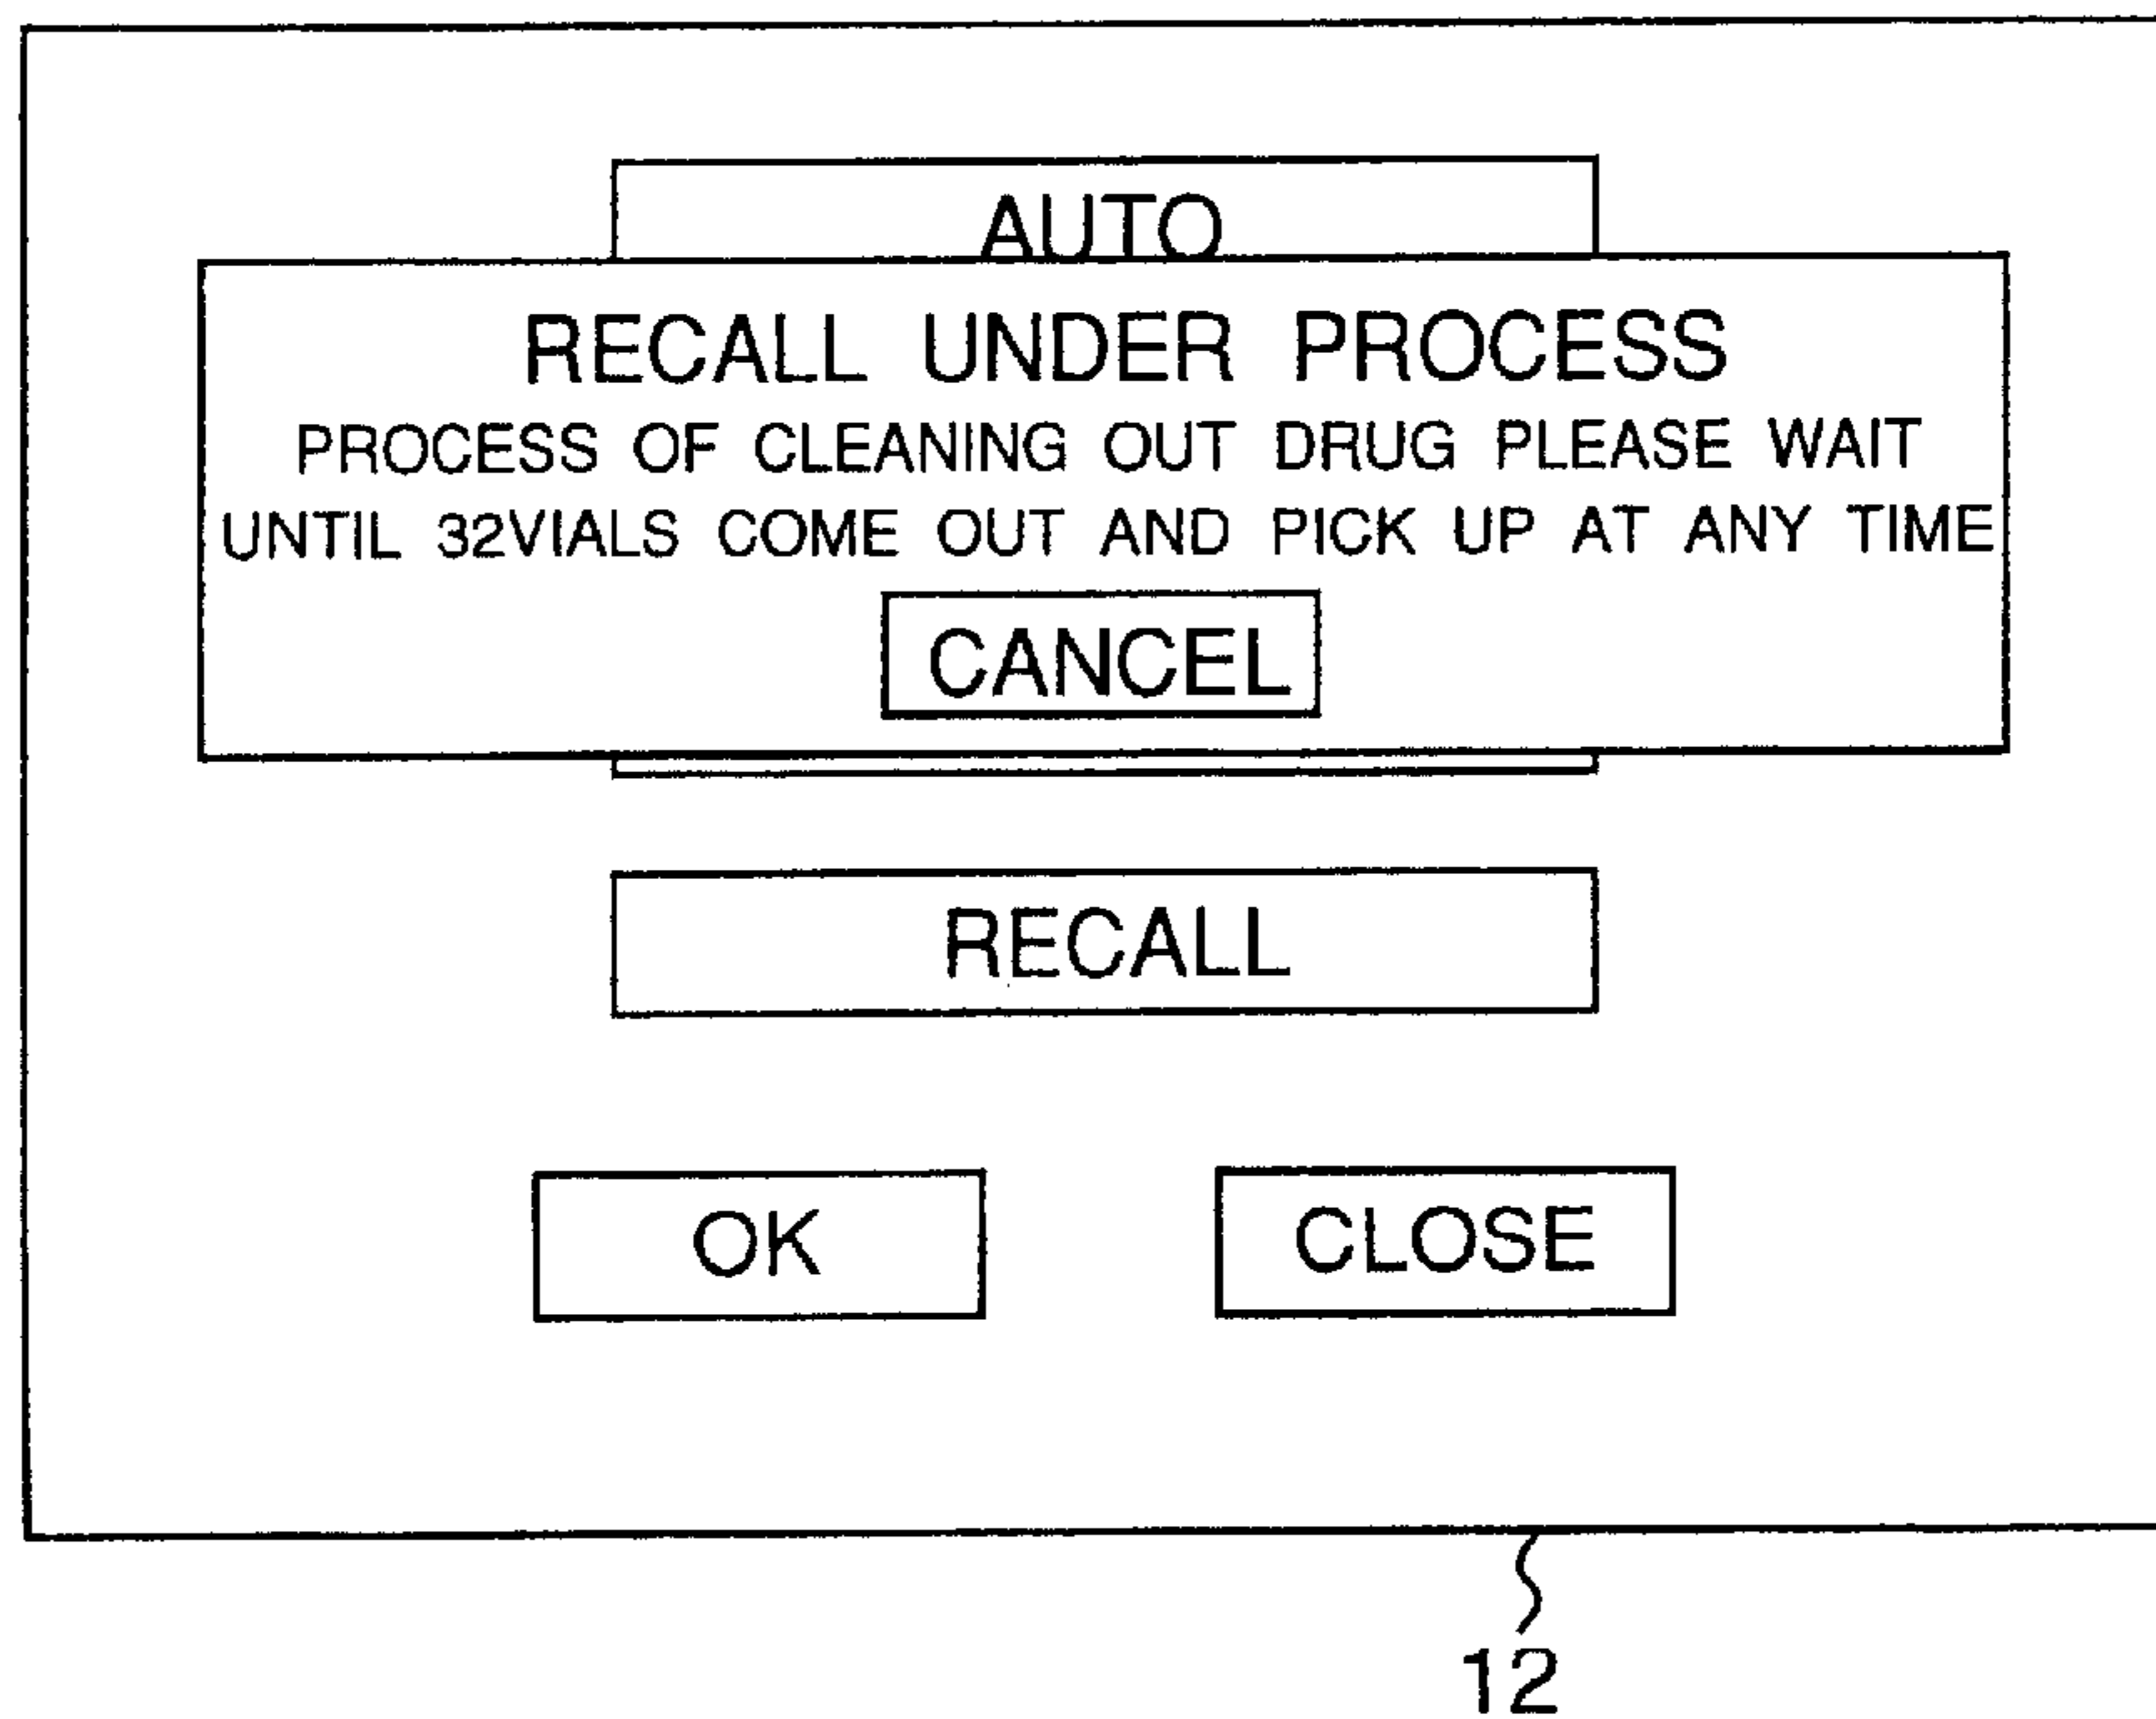 AUTO
RECALL UNDER PROCESS
PROCESS OF CLEANING OUT DRUG PLEASE WAIT
UNTIL 32VIALS COME OUT AND PICK UP AT ANY TIME
CANCEL
RECALL
OK CLOSE
12